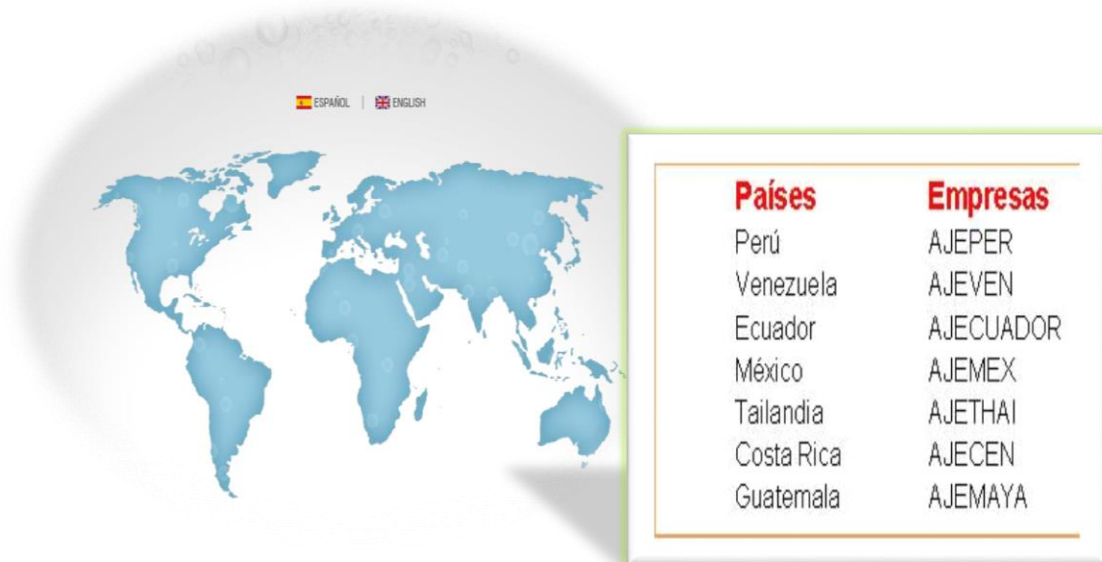 ESPAÑOL | ENGLISH
Países Empresas
Perú AJEPER
Venezuela AJEVEN
Ecuador AJECUADOR
México AJEMEX
Tailandia AJETHAI
Costa Rica AJECEN
Guatemala AJEMAYA